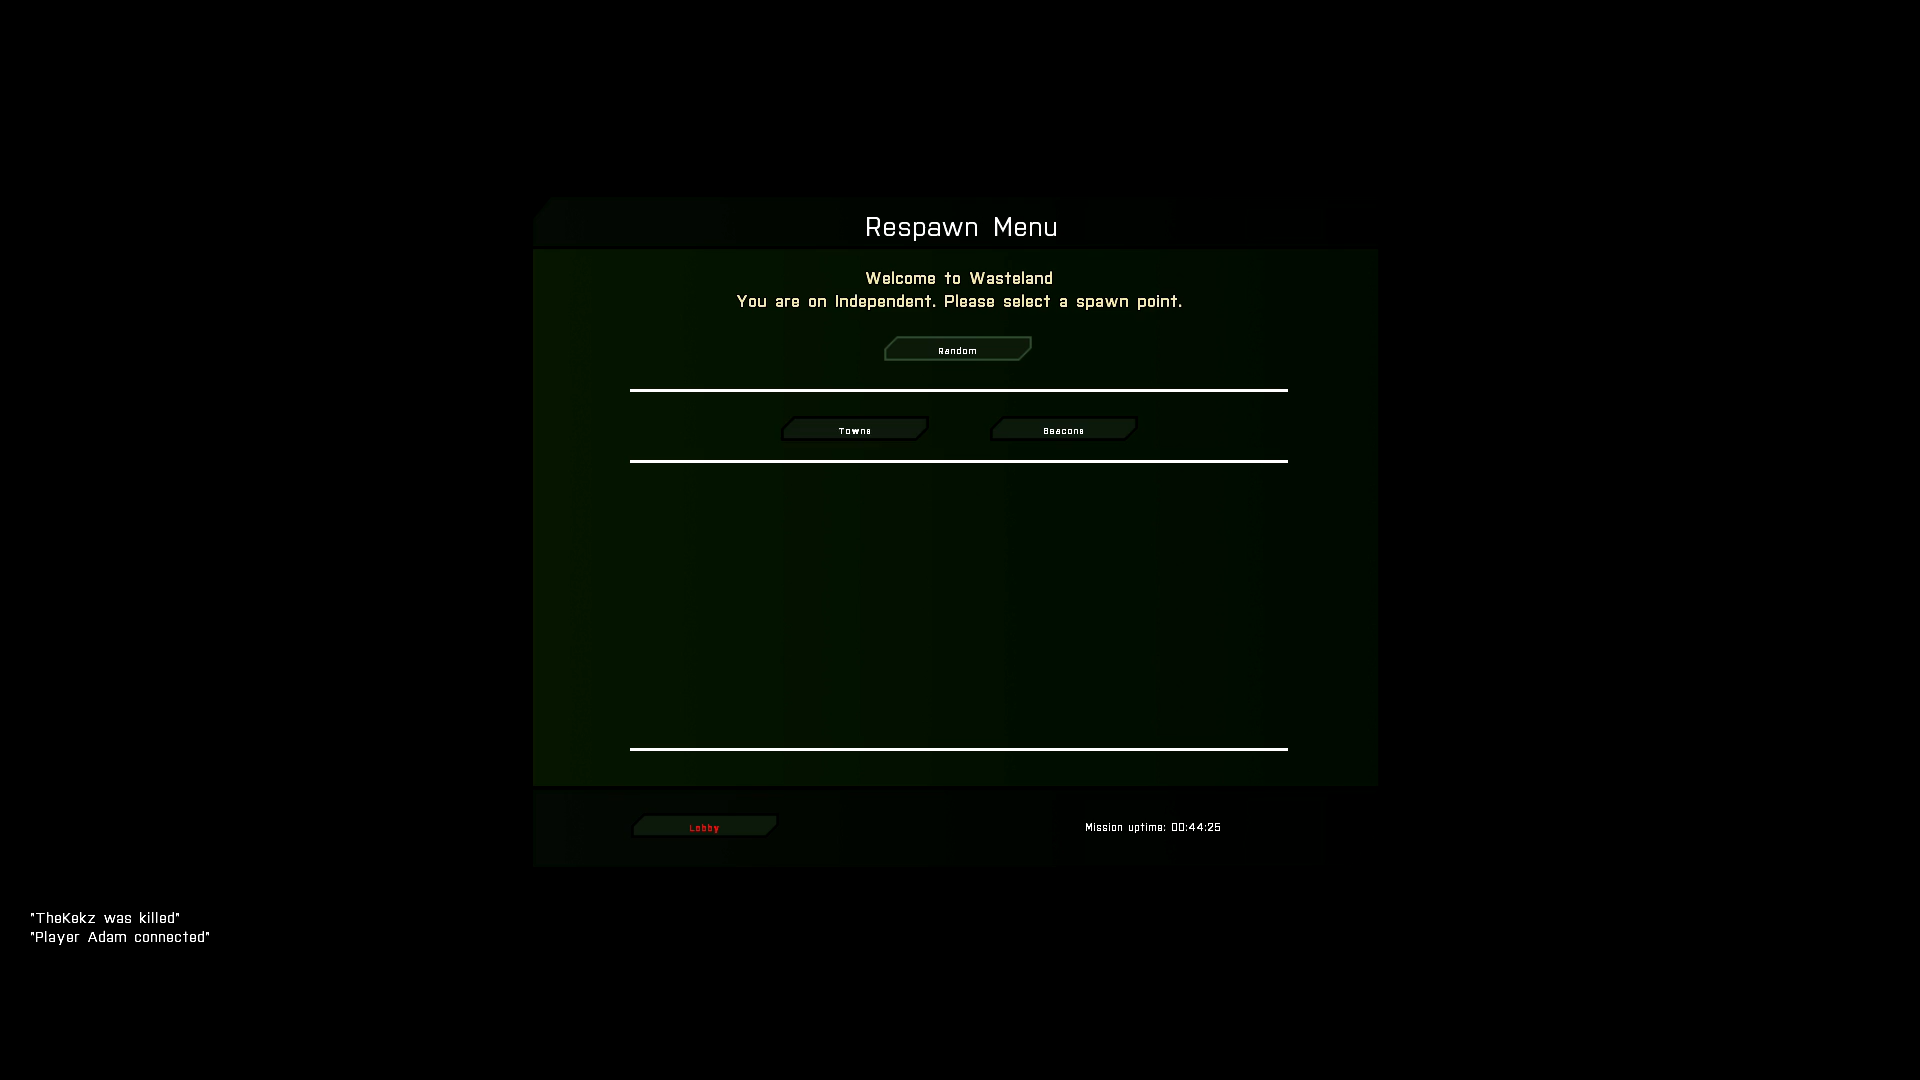 Respawn Menu
Welcome to Wasteland
You are on Independent. Please select a spawn point.
Random
Towns
Beacons
Lobby
Mission uptime: 00:44:25
"TheKekz was killed"
"Player Adam connected"